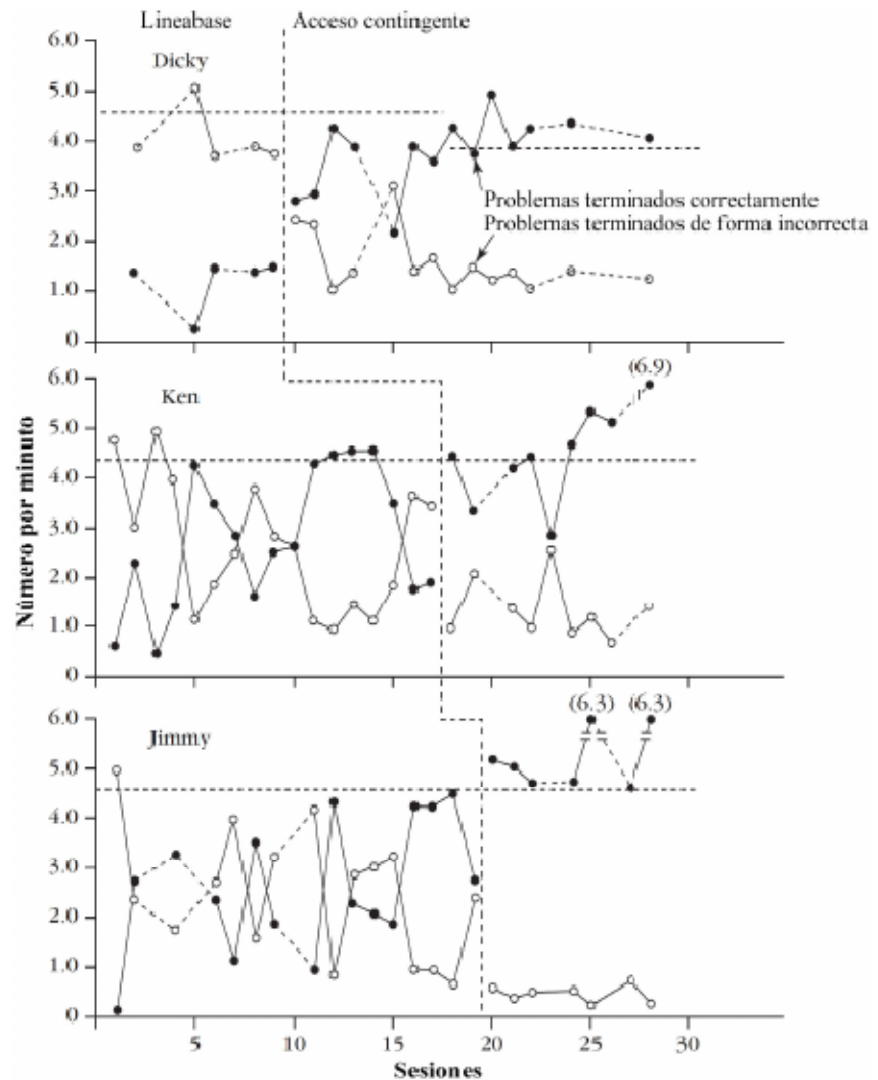 Lineabase
Acceso contingente
6.0
Dicky
5.0
4.0
3.0
Problemas terminados correctamente
2.0
Problemas terminados de forma incorrecta
1.0
.0
(6.9)
6.0
Ken
5.0
4.0
3.0
2.0
1.0
0
Número por minuto
(6.3) (6.3)
6.0
Jimmy
5.0
4.0
3.0
2.0
1.0
.0
5 10 15 20 25 30
Sesiones